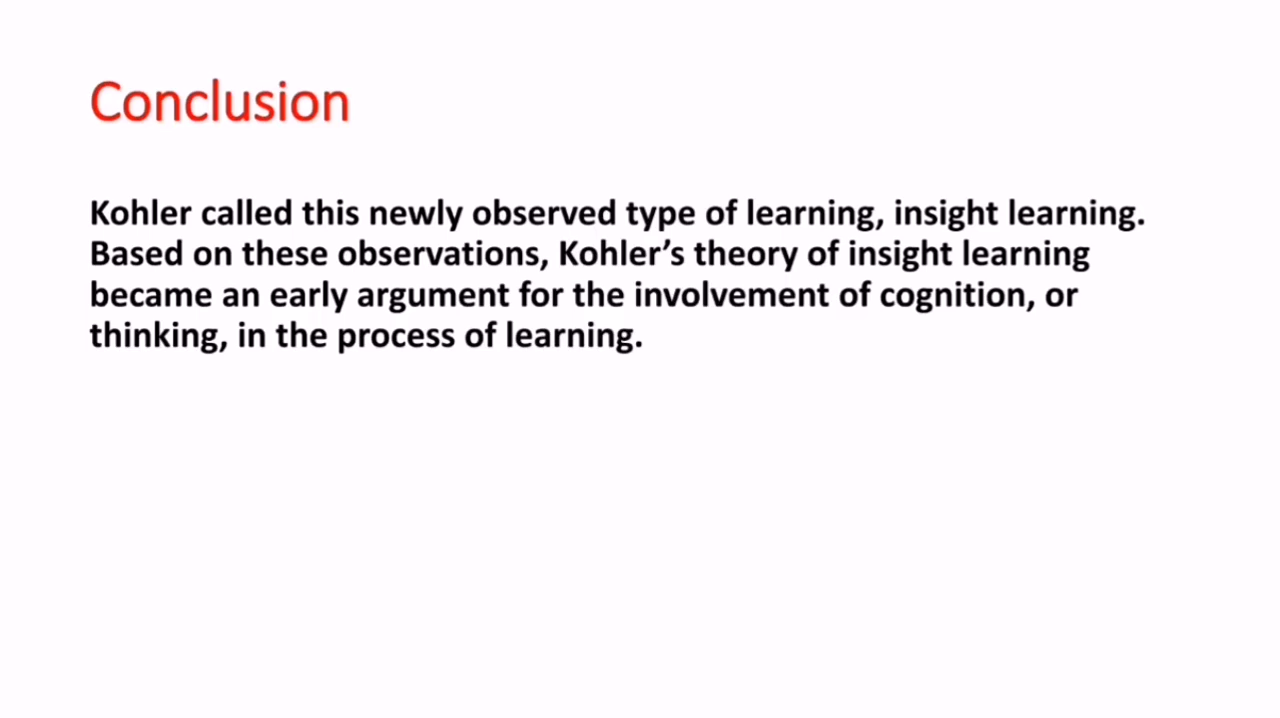 Conclusion
Kohler called this newly observed type of learning, insight learning.
Based on these observations, Kohler’s theory of insight learning
became an early argument for the involvement of cognition, or
thinking, in the process of learning.